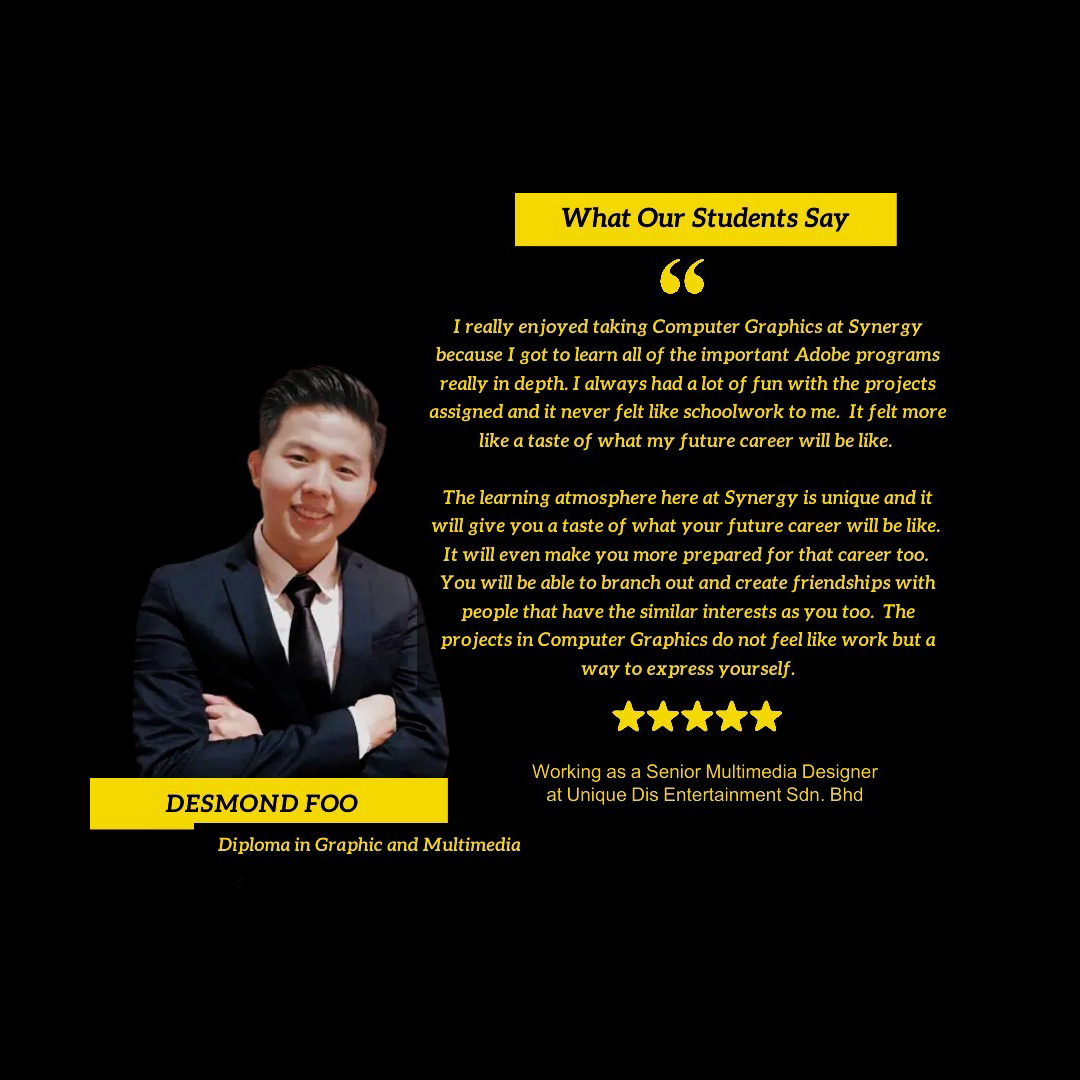 What Our Students Say
“
I really enjoyed taking Computer Graphics at Synergy
because I got to learn all of the important Adobe programs
really in depth. I always had a lot of fun with the projects
assigned and it never felt like schoolwork to me. It felt more
like a taste of what my future career will be like.
The learning atmosphere here at Synergy is unique and it
will give you a taste of what your future career will be like.
It will even make you more prepared for that career too.
You will be able to branch out and create friendships with
people that have the similar interests as you too. The
projects in Computer Graphics do not feel like work but a
way to express yourself.
Working as a Senior Multimedia Designer
at Unique Dis Entertainment Sdn. Bhd
DESMOND FOO
Diploma in Graphic and Multimedia